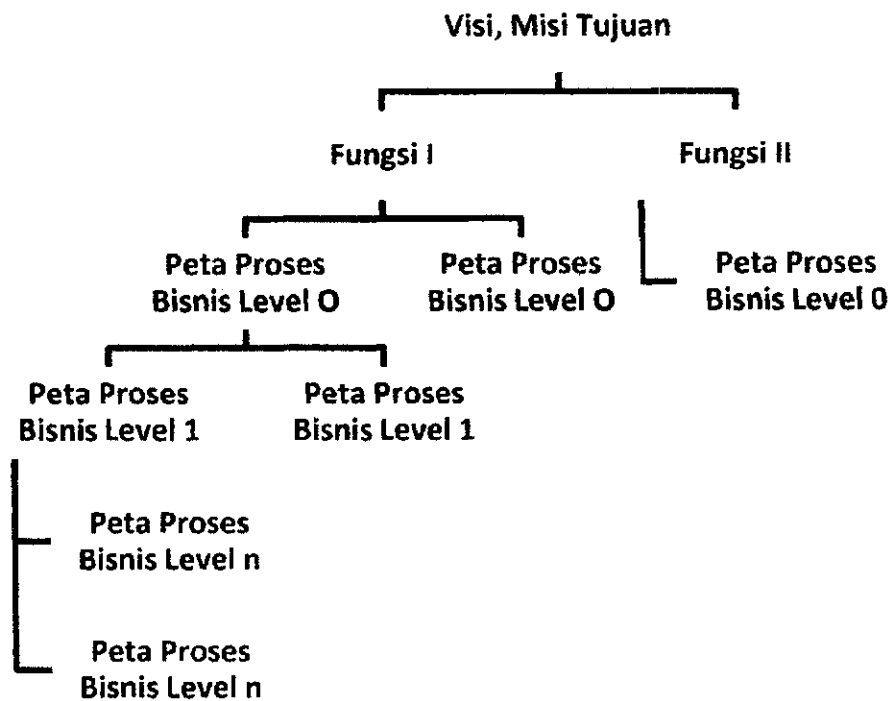 Visi, Misi Tujuan
Fungsi I
Fungsi II
Peta Proses
Bisnis Level O
Peta Proses
Bisnis Level O
Peta Proses
Bisnis Level 0
Peta Proses
Bisnis Level 1
Peta Proses
Bisnis Level 1
Peta Proses
Bisnis Level n
Peta Proses
Bisnis Level n